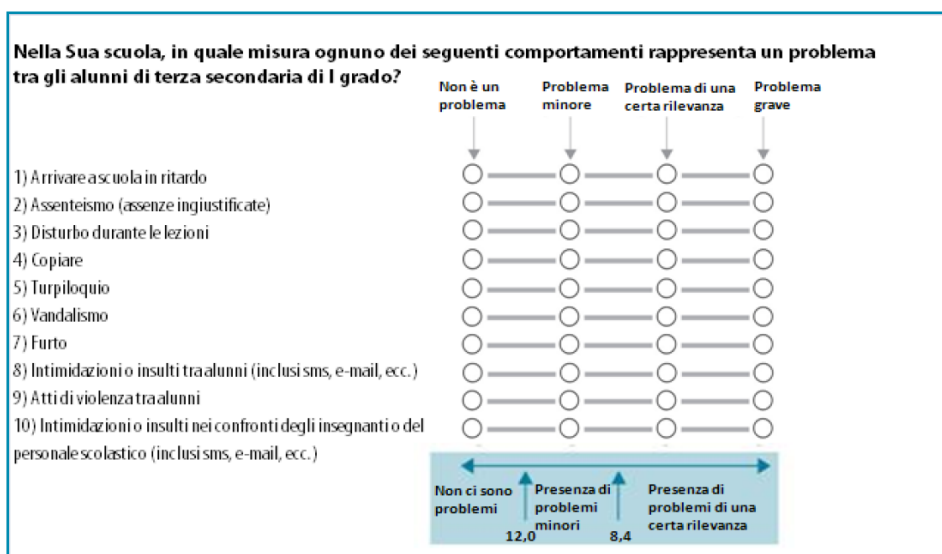 Nella Sua scuola, in quale misura ognuno dei seguenti comportamenti rappresenta un problema
tra gli alunni di terza secondaria di I grado?
Non è un problema
Problema minore
Problema di una certa rilevanza
Problema grave
1) Arrivare a scuola in ritardo
2) Assenteismo (assenze ingiustificate)
3) Disturbo durante le lezioni
4) Copiare
5) Turpiloquio
6) Vandalismo
7) Furto
8) Intimidazioni o insulti tra alunni (inclusi sms, e-mail, ecc.)
9) Atti di violenza tra alunni
10) Intimidazioni o insulti nei confronti degli insegnanti o del
personale scolastico (inclusi sms, e-mail, ecc.)
Non ci sono problemi
Presenza di problemi minori
Presenza di problemi di una certa rilevanza
12,0
8,4